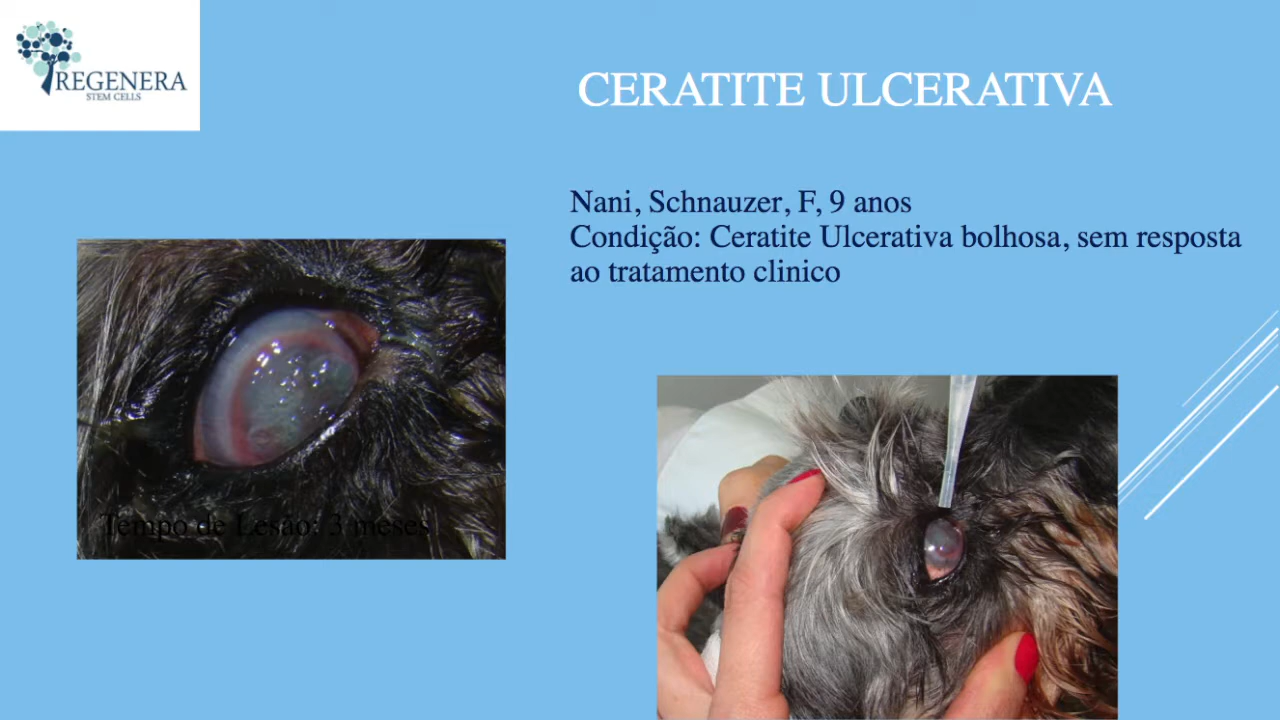 REGENERA
STEM CELLS
CERATITE ULCERATIVA
Nani, Schnauzer, F, 9 anos
Condição: Ceratite Ulcerativa bolhosa, sem resposta
ao tratamento clinico
Tempo de Lesão: 3 meses